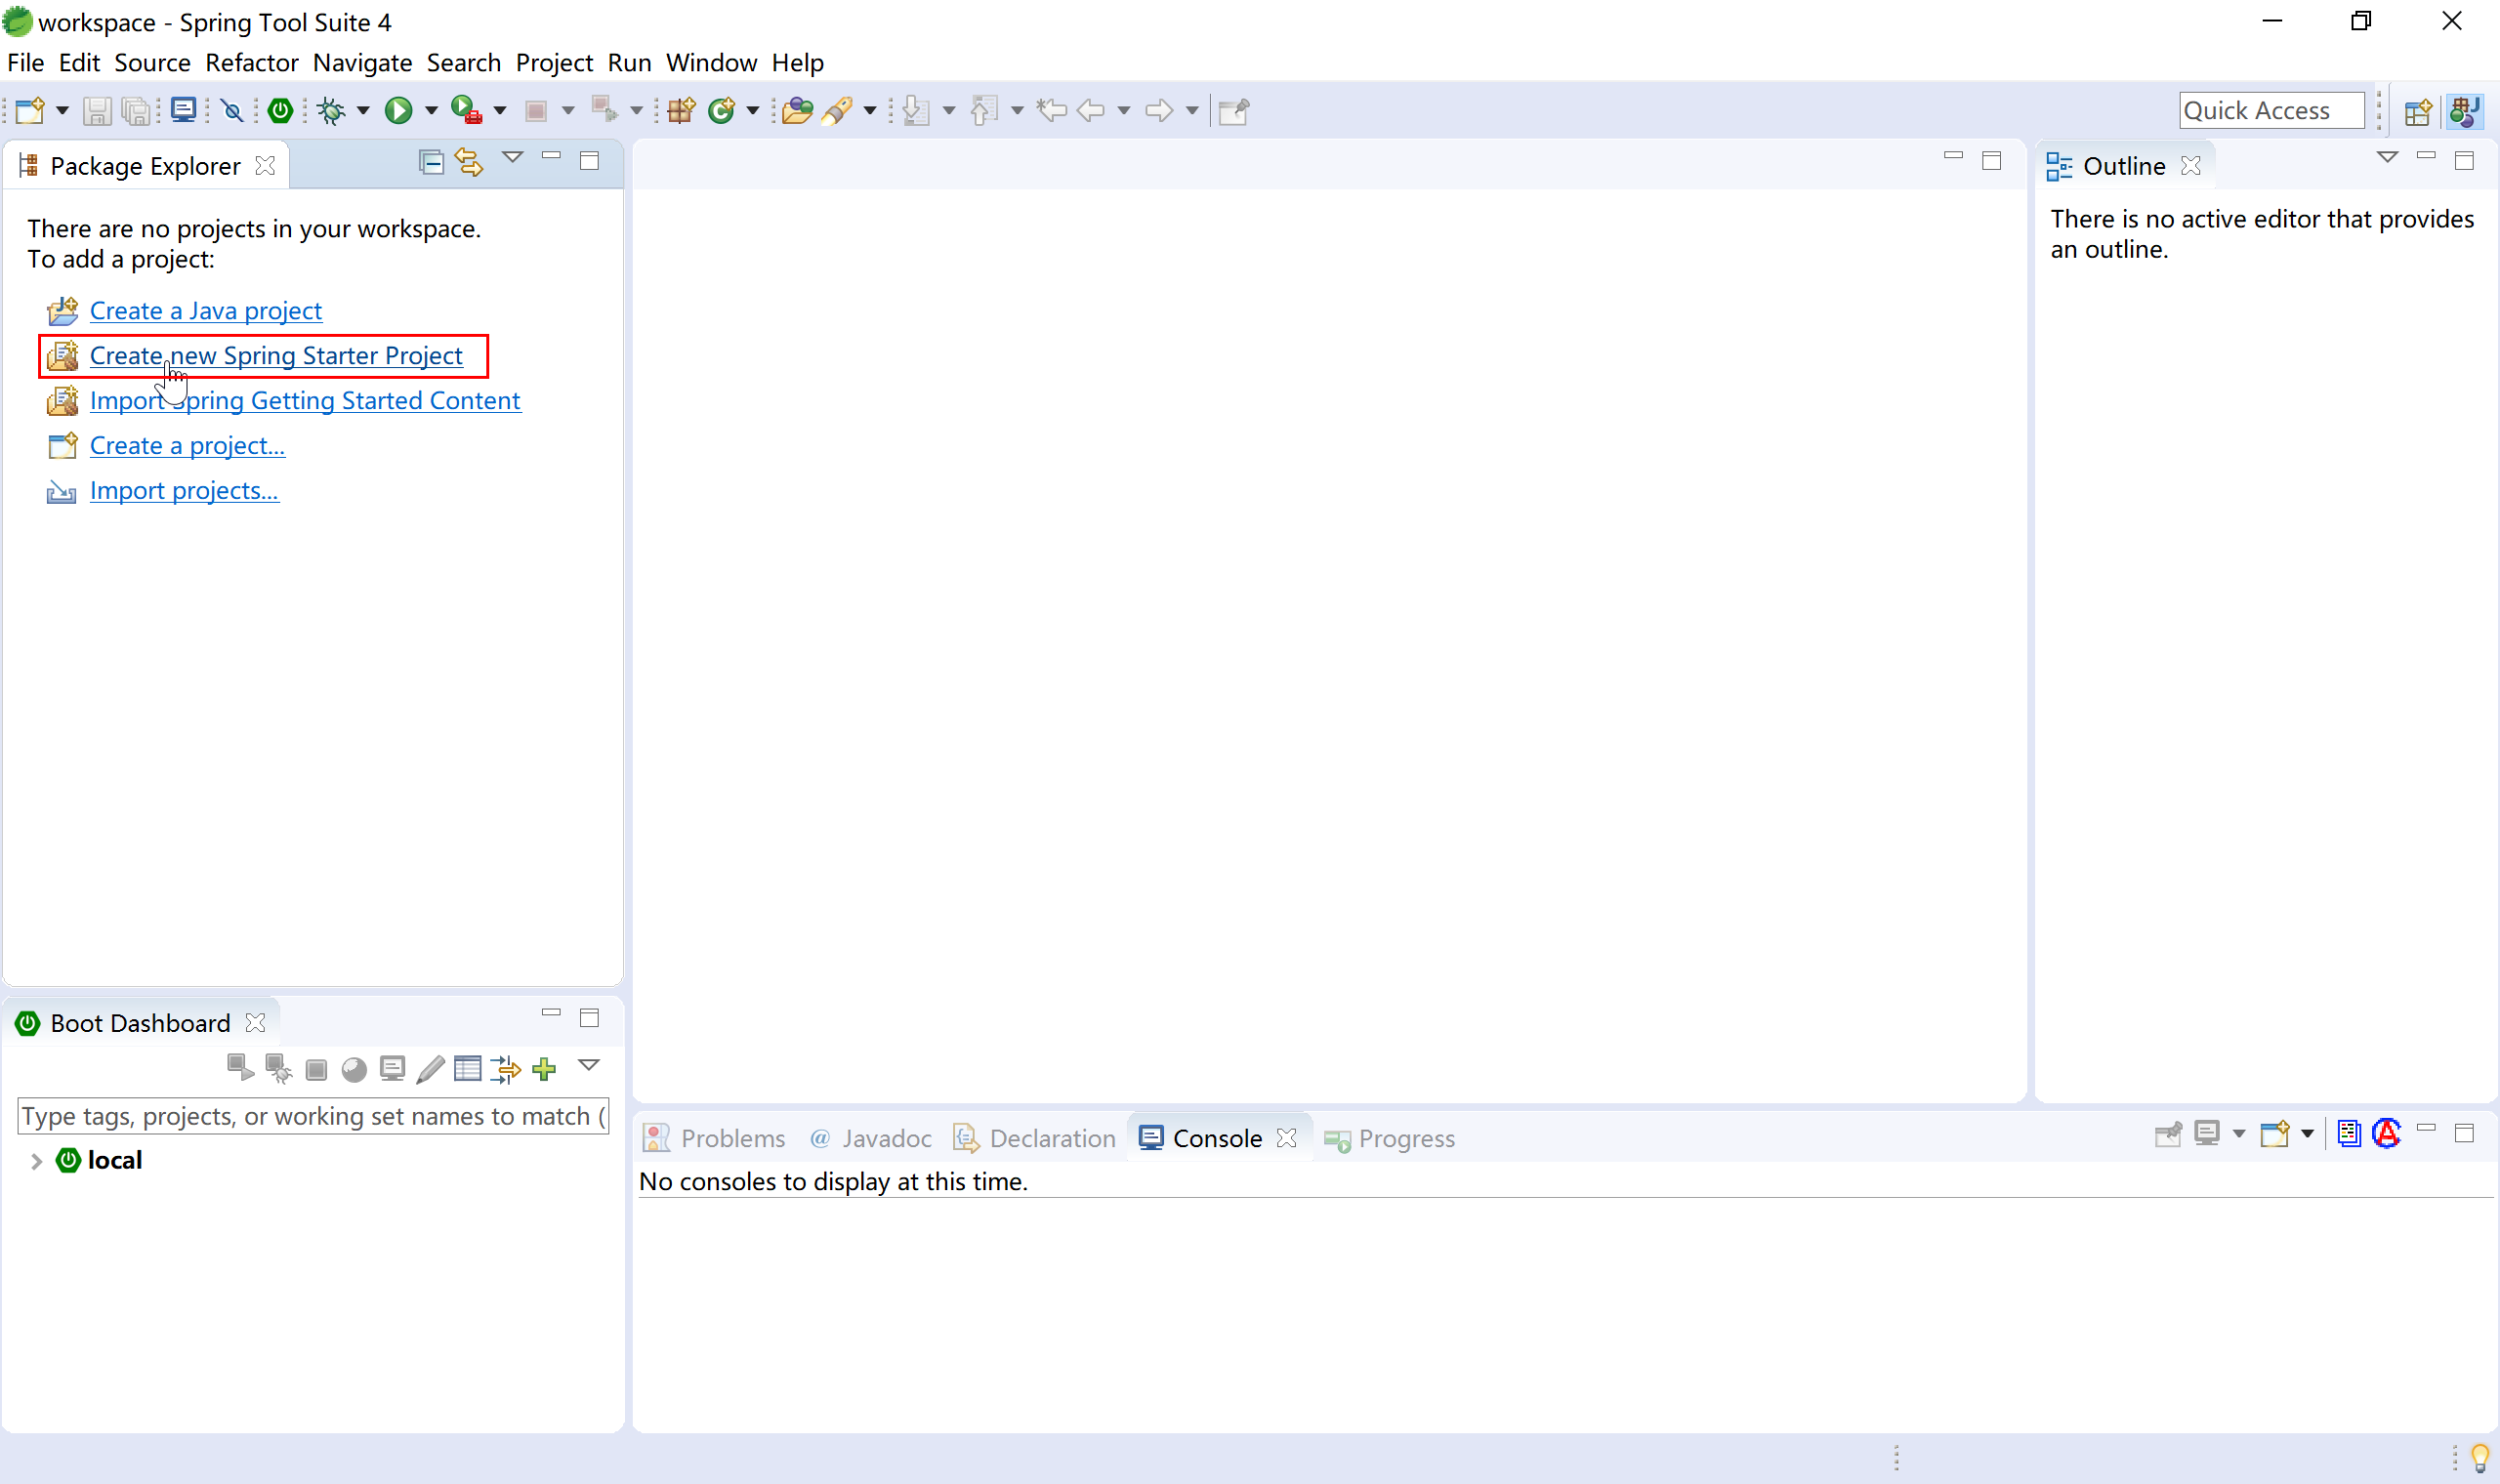 workspace - Spring Tool Suite 4
File Edit Source Refactor Navigate Search Project Run Window Help
Quick Access
Package Explorer
There are no projects in your workspace.
To add a project:
Create a Java project
Create new Spring Starter Project
Import Spring Getting Started Content
Create a project...
Import projects...
Outline
There is no active editor that provides
an outline.
Boot Dashboard
Type tags, projects, or working set names to match (
local
Problems @ Javadoc Declaration Console Progress
No consoles to display at this time.